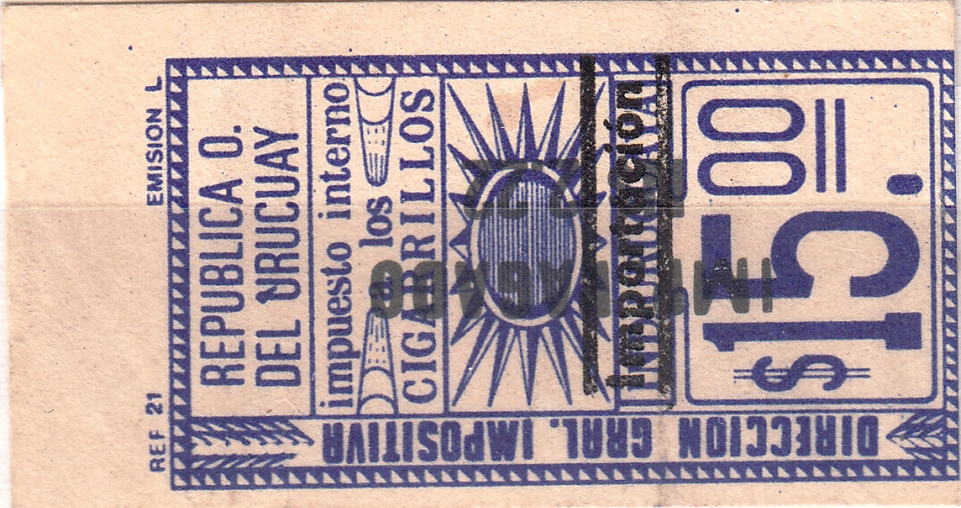 EMISION L
REF 21
REPUBLICA O.
DEL URUGUAY
impuesto interno
a los
CIGARRILLOS
Importación
$ 15.00
DIRECCION GRAL. IMPOSITIVA